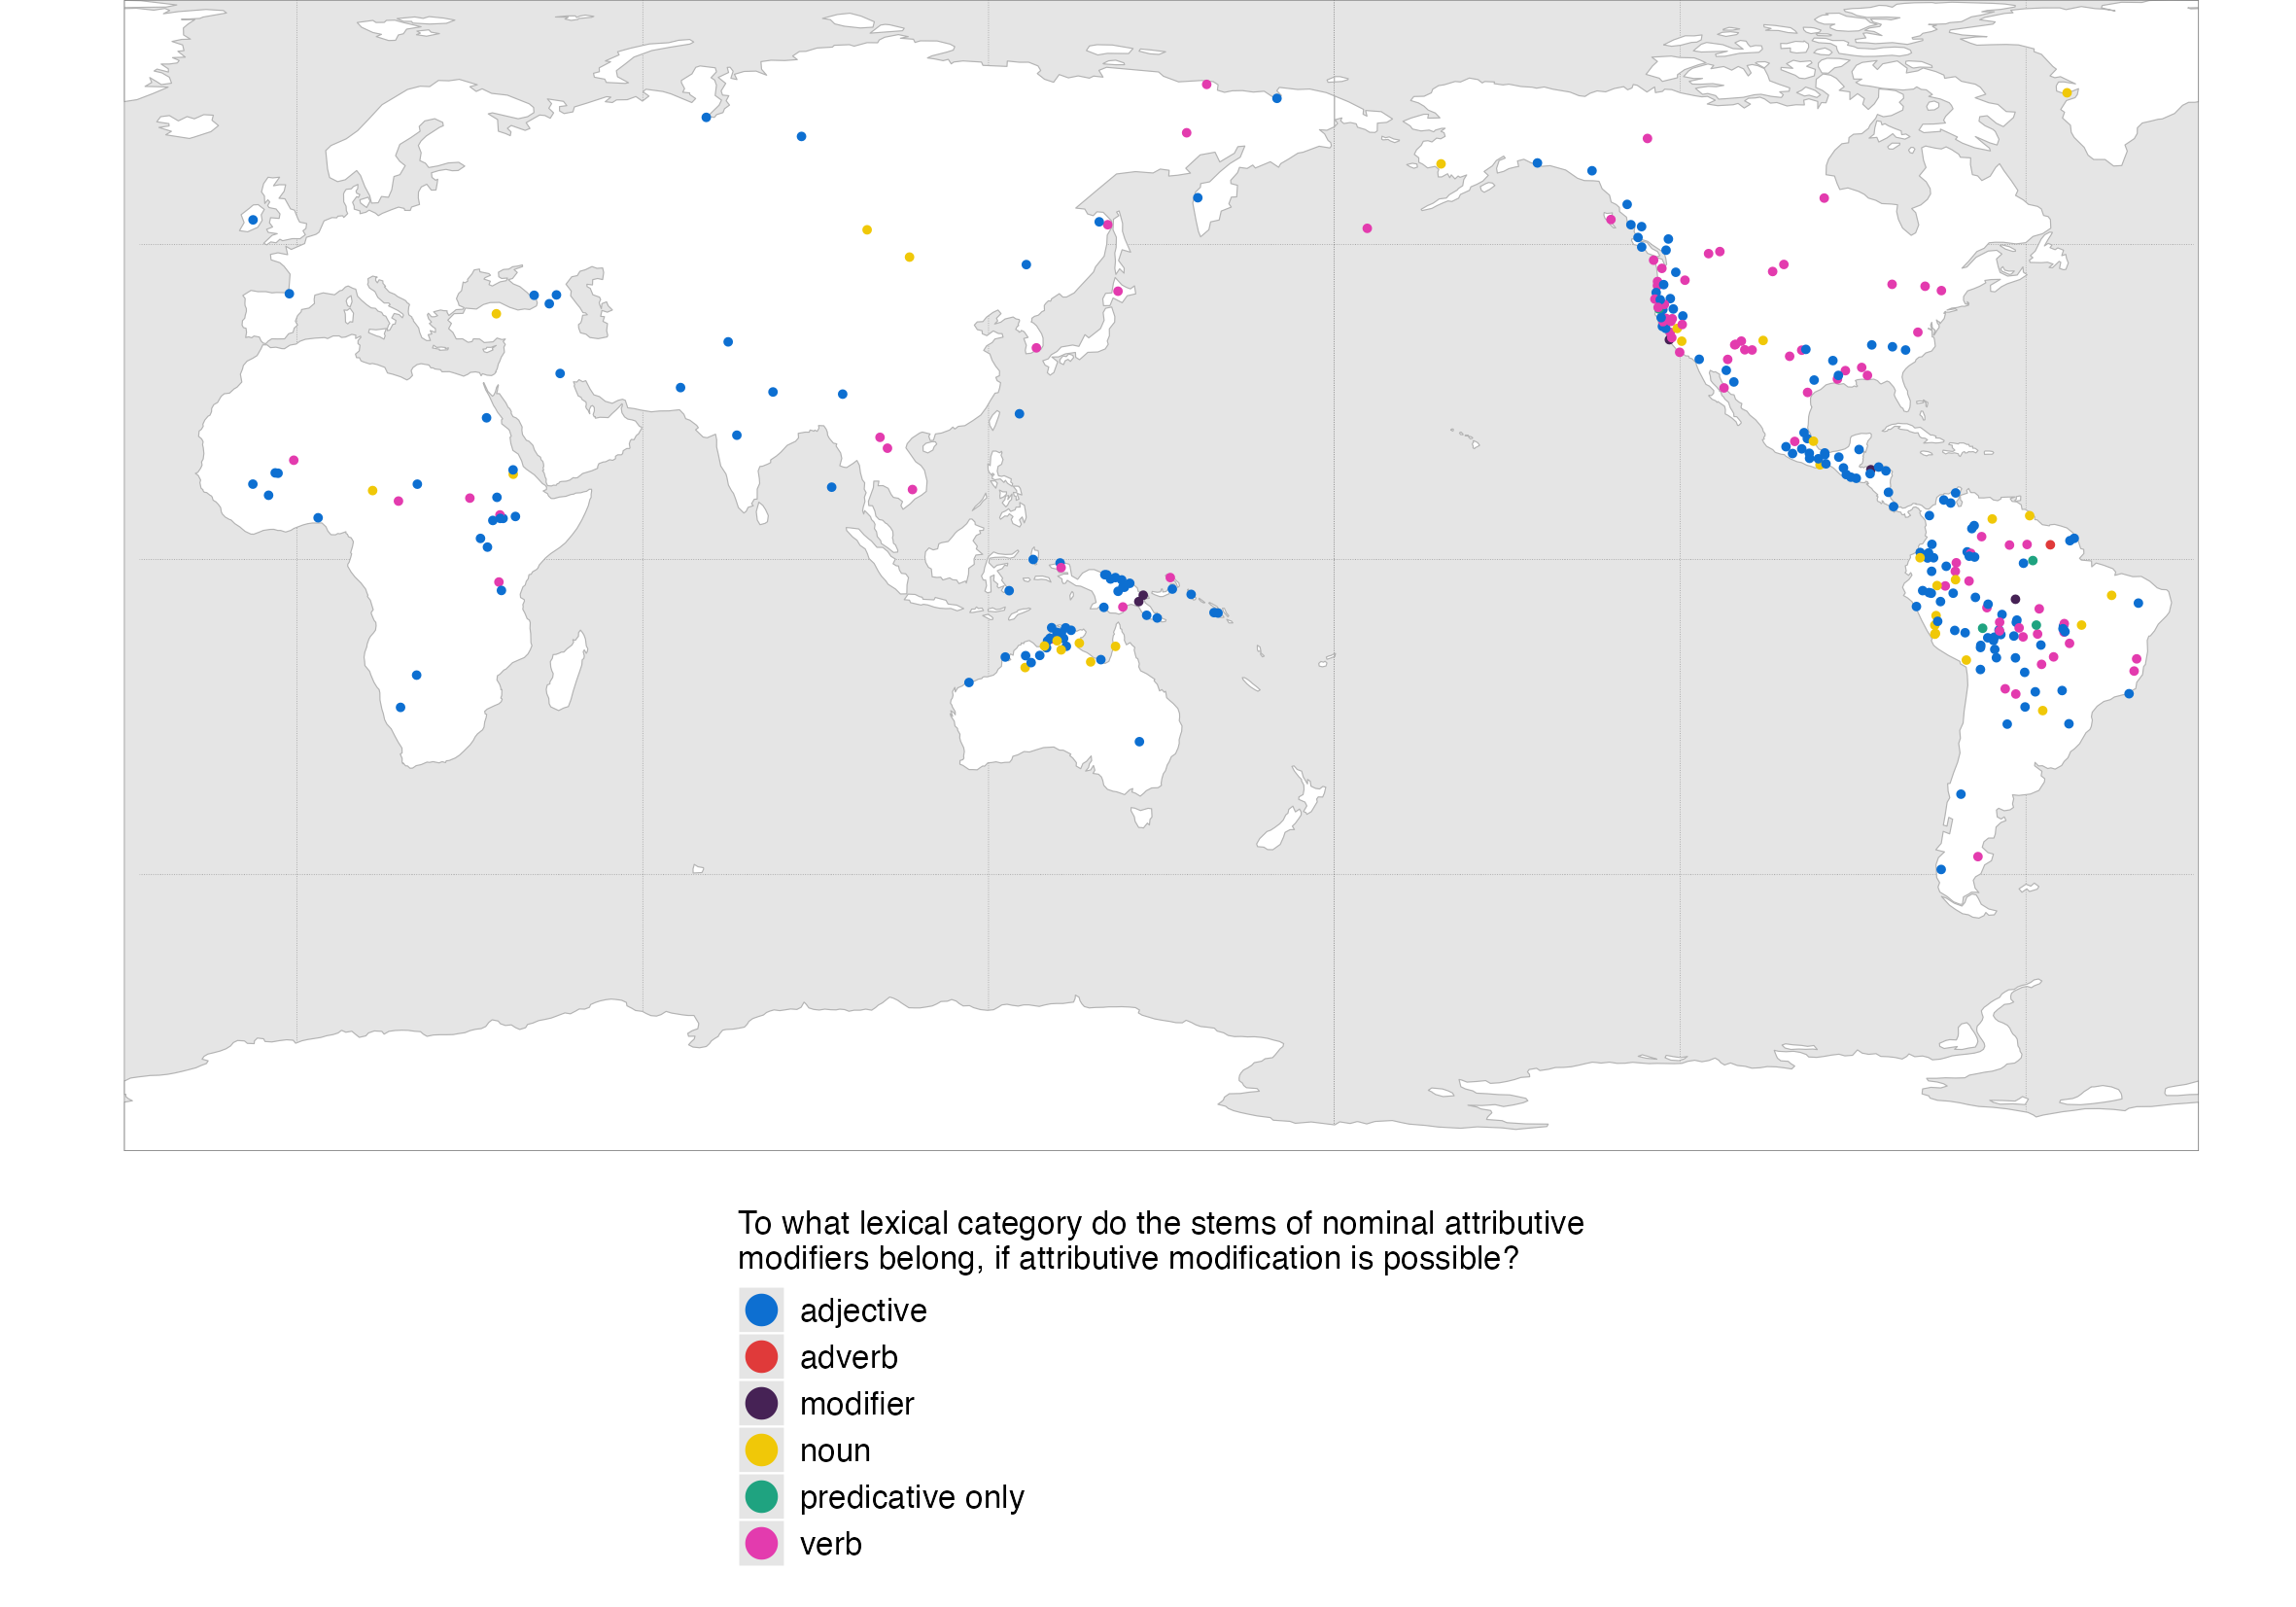 To what lexical category do the stems of nominal attributive
modifiers belong, if attributive modification is possible?
adjective
adverb
modifier
noun
predicative only
verb